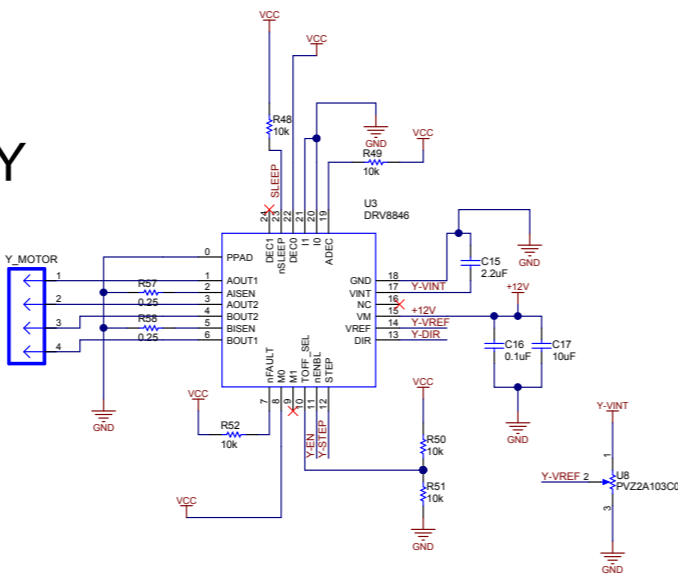 Y
VCC
VCC
R48
10k
GND
VCC
R49
10k
SLEEP
U3
DRV8846
24
23
22
21
20
19
DEC1
nSLEEP
DEC0
I1
I0
ADEC
Y_MOTOR
1
2
3
4
0
1
2
3
4
5
6
PPAD
AOUT1
AISEN
AOUT2
BOUT2
BISEN
BOUT1
R57
0.25
R58
0.25
GND
GND
VINT
NC
VM
VREF
DIR
18
17
16
15
14
13
Y-VINT
+12V
Y-VREF
Y-DIR
C15
2.2uF
GND
+12V
C16
0.1uF
C17
10uF
GND
nFAULT
M0
M1
TOFF_SEL
nENBL
STEP
7
8
9
10
11
12
Y-EN
Y-STEP
VCC
R52
10k
VCC
VCC
R50
10k
R51
10k
GND
Y-VINT
1
Y-VREF 2
U8
PVZ2A103C0
3
GND